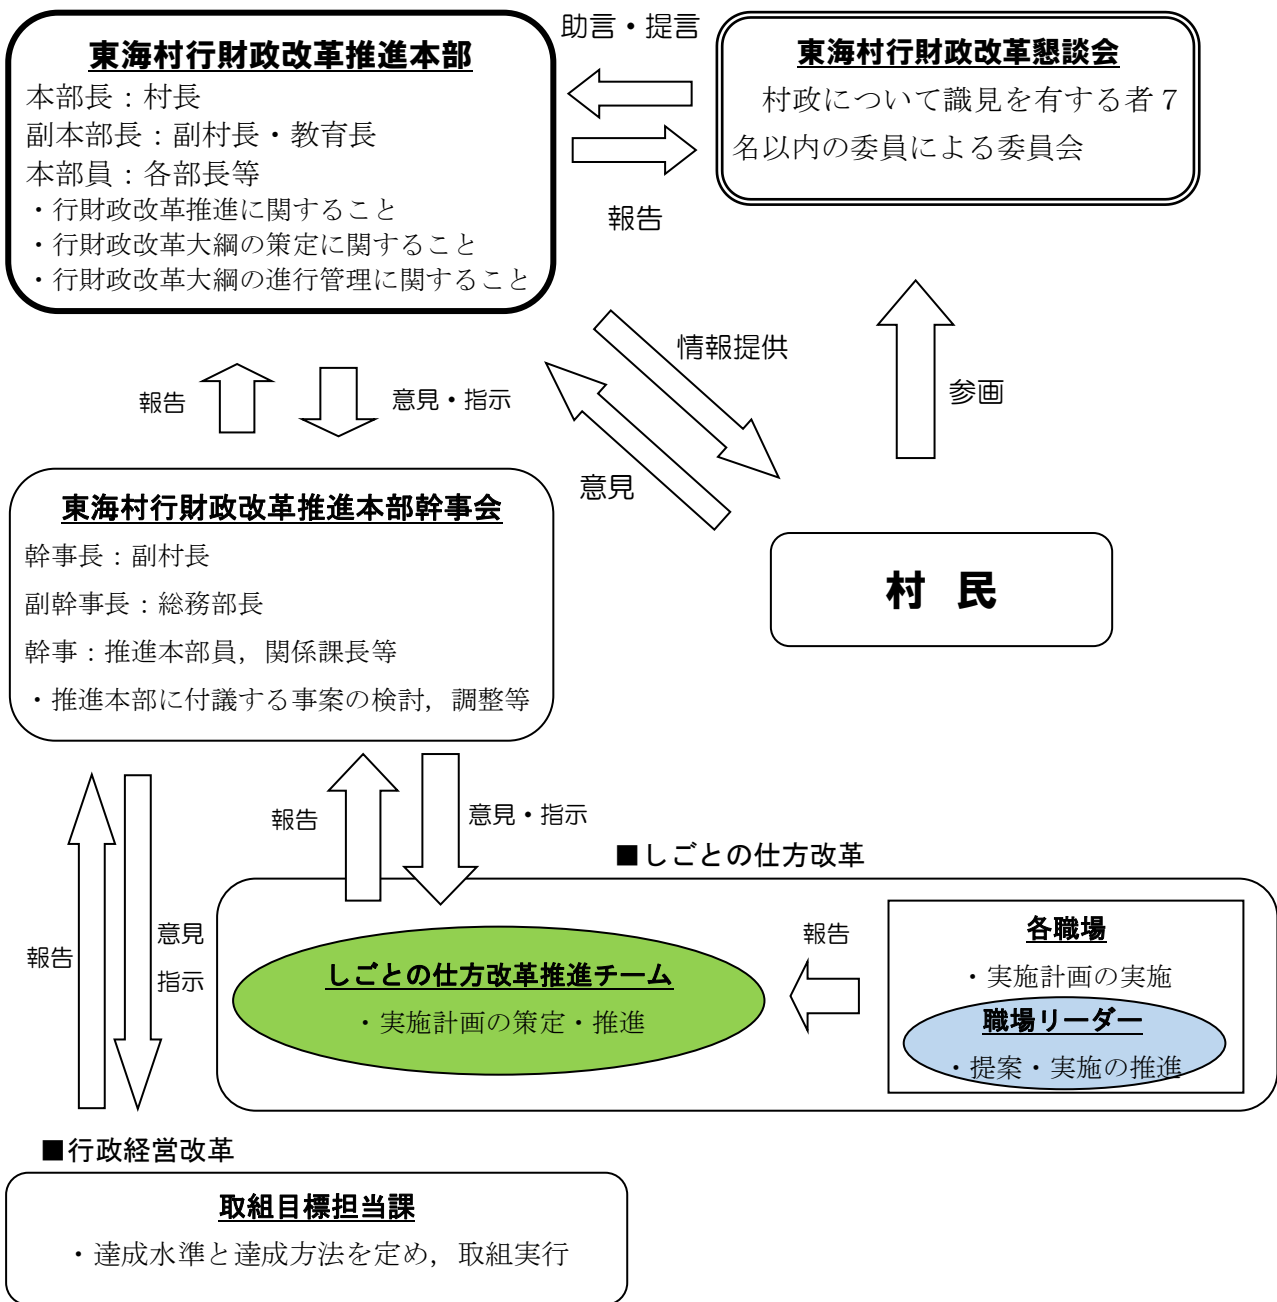 東海村行財政改革推進本部
本部長：村長
副本部長：副村長・教育長
本部員：各部長等
・行財政改革推進に関すること
・行財政改革大綱の策定に関すること
・行財政改革大綱の進行管理に関すること
助言・提言
報告
東海村行財政改革懇談会
村政について識見を有する者７
名以内の委員による委員会
報告
意見・指示
情報提供
意見
参画
東海村行財政改革推進本部幹事会
幹事長：副村長
副幹事長：総務部長
幹事：推進本部員，関係課長等
・推進本部に付議する事案の検討，調整等
村 民
報告
意見・指示
■しごとの仕方改革
報告
意見
指示
しごとの仕方改革推進チーム
・実施計画の策定・推進
報告
各職場
・実施計画の実施
職場リーダー
・提案・実施の推進
■行政経営改革
取組目標担当課
・達成水準と達成方法を定め，取組実行